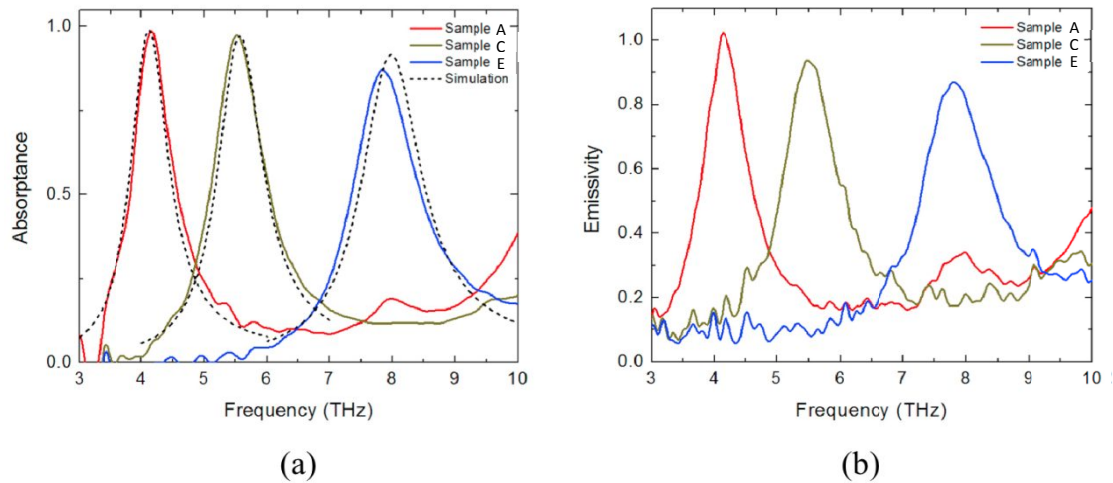 Absorptance
1.0
0.5
0.0
3 4 5 6 7 8 9 10
Frequency (THz)
Sample A
Sample C
Sample E
Simulation
(a)
Emissivity
1.0
0.8
0.6
0.4
0.2
0.0
3 4 5 6 7 8 9 10
Frequency (THz)
Sample A
Sample C
Sample E
(b)